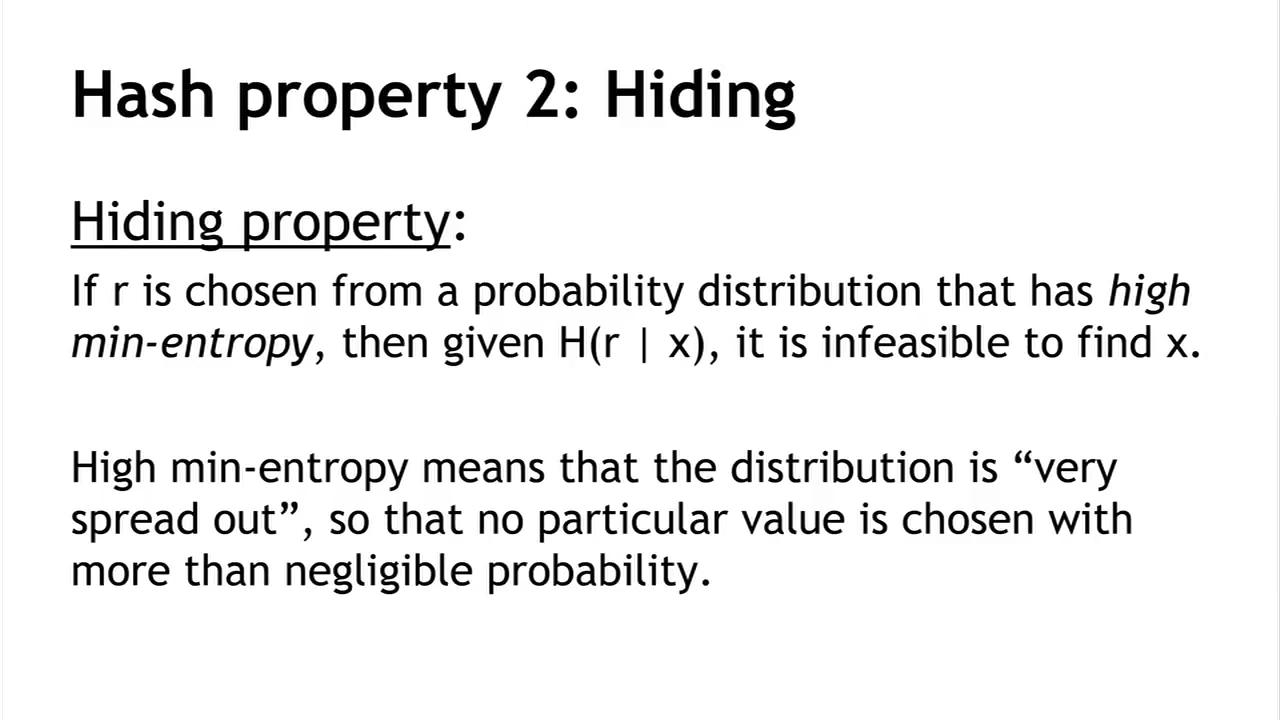 Hash property 2: Hiding
Hiding property:
If r is chosen from a probability distribution that has high
min-entropy, then given H(r | x), it is infeasible to find x.
High min-entropy means that the distribution is “very
spread out”, so that no particular value is chosen with
more than negligible probability.